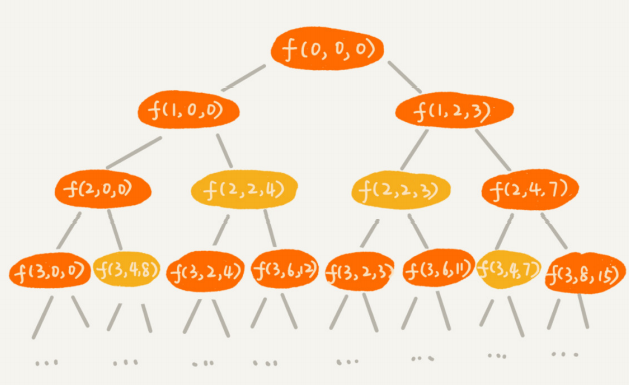 f(0,0,0)
f(1,0,0) f(1,2,3)
f(2,0,0) f(2,2,4) f(2,2,3) f(2,4,7)
f(3,0,0) f(3,4,8) f(3,2,4) f(3,6,12) f(3,2,3) f(3,6,11) f(3,4,7) f(3,8,15)
... ... ... ... ... ... ... ...